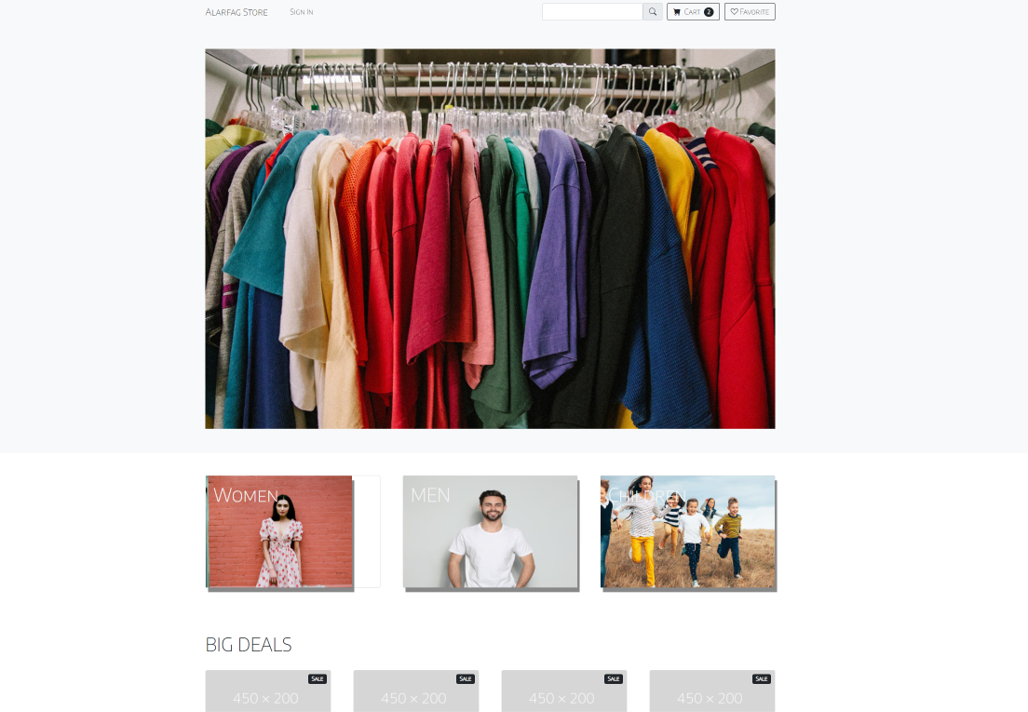 Alarfag Store
Sign In
Cart 2
Favorite
Women
MEN
Children
BIG DEALS
SALE
SALE
SALE
SALE
450 × 200
450 × 200
450 × 200
450 × 200